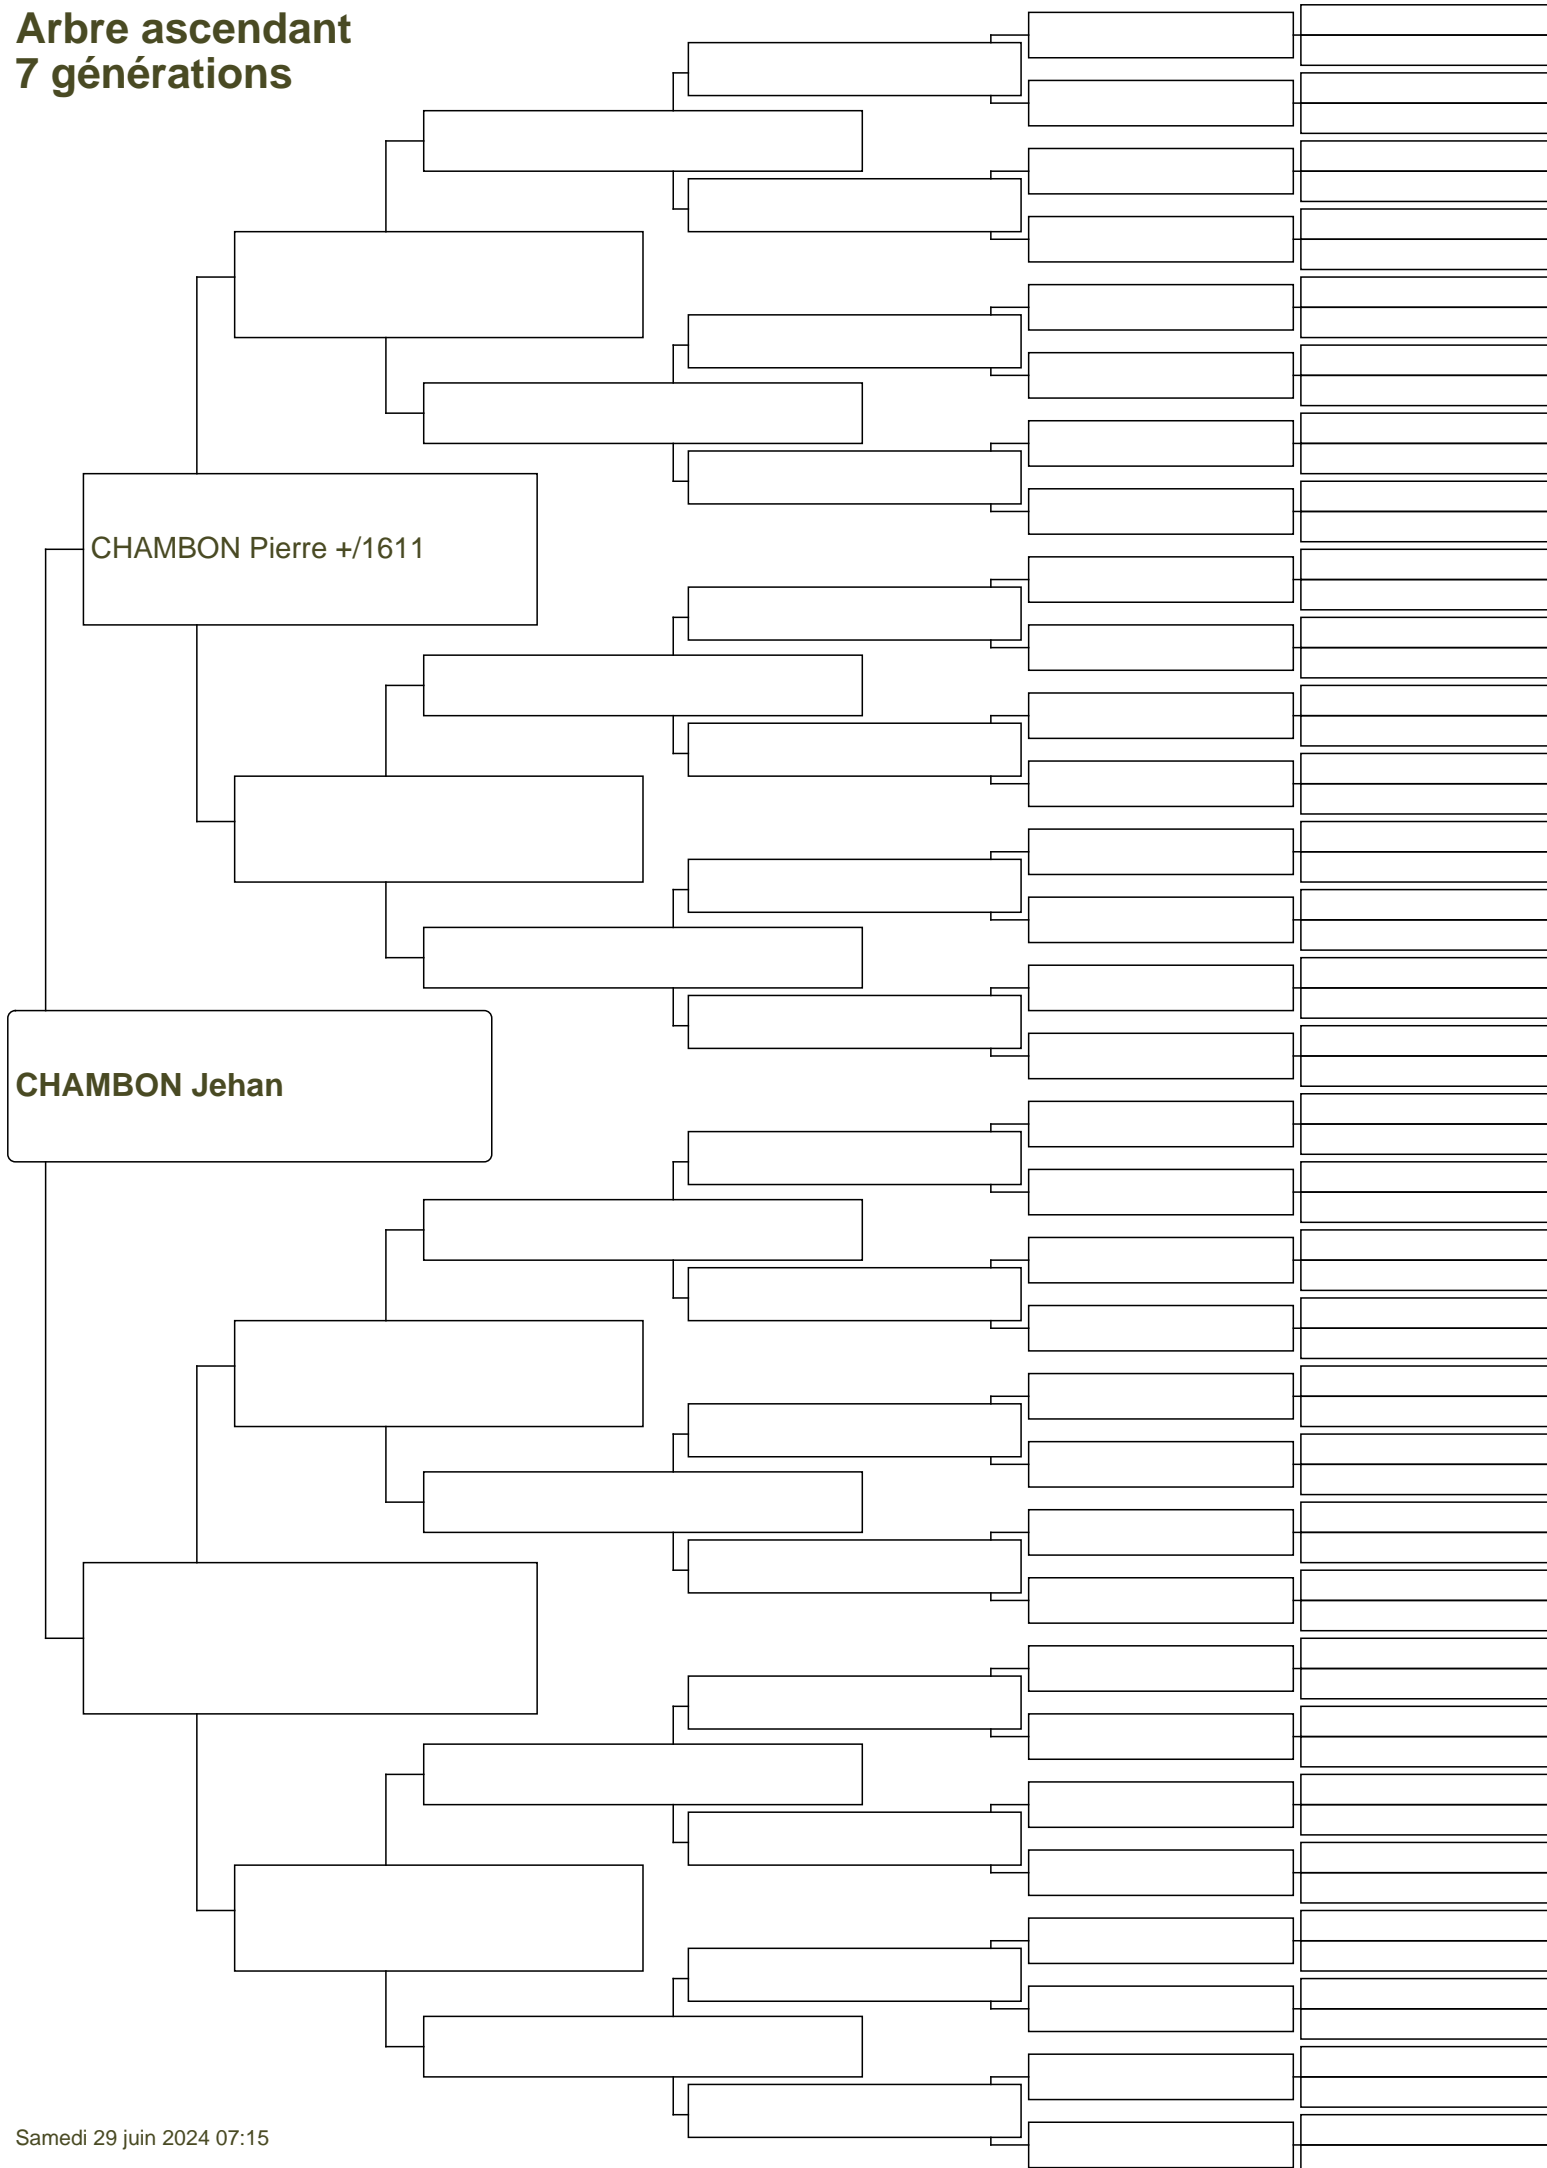 Arbre ascendant
7 générations
CHAMBON Pierre +/1611
CHAMBON Jehan
Samedi 29 juin 2024 07:15